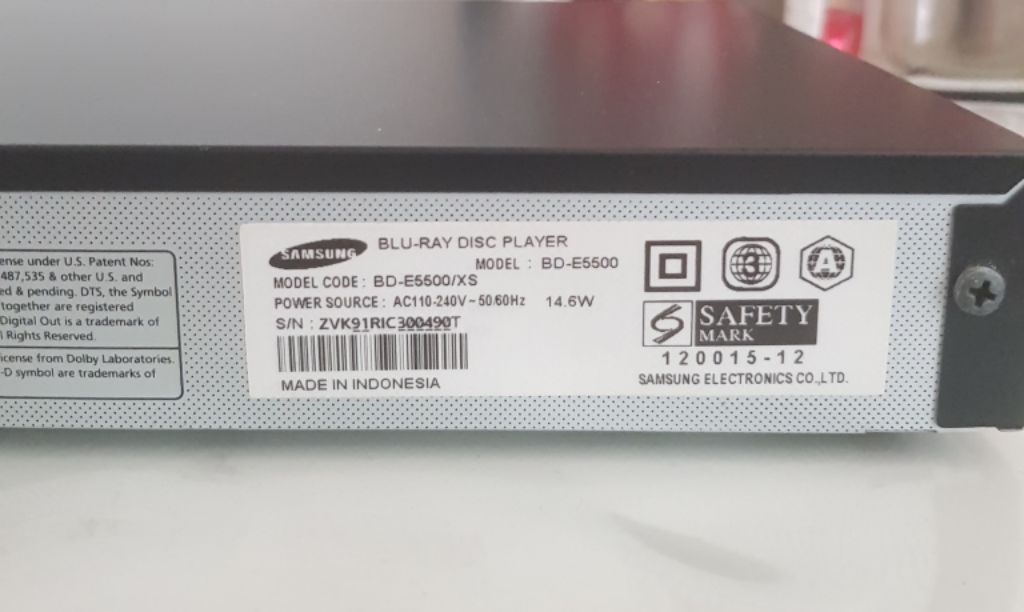 ense under U.S. Patent Nos:
487,535 & other U.S. and
ed & pending. DTS, the Symbol
together are registered
Digital Out is a trademark of
l Rights Reserved.
icense from Dolby Laboratories.
-D symbol are trademarks of
SAMSUNG
BLU-RAY DISC PLAYER
MODEL : BD-E5500
MODEL CODE : BD-E5500/XS
POWER SOURCE : AC110-240V ~ 50/60Hz 14.6W
S/N : ZVK91RIC300490T
MADE IN INDONESIA
3
A
SAFETY
MARK
120015-12
SAMSUNG ELECTRONICS CO.,LTD.